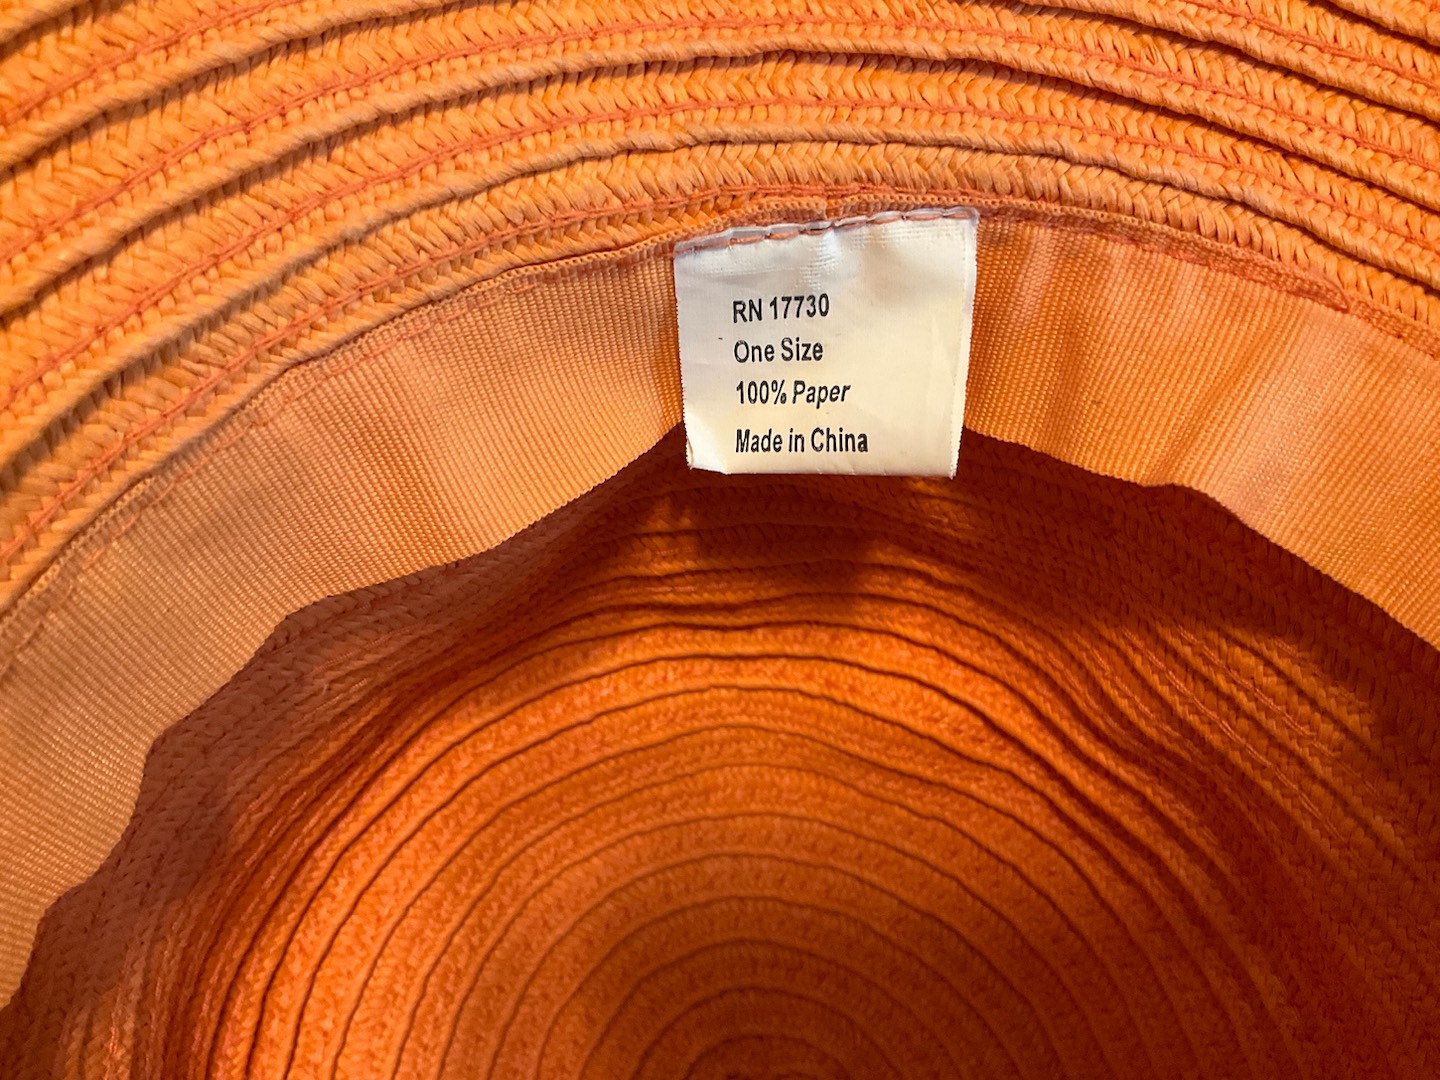 RN 17730
One Size
100% Paper
Made in China